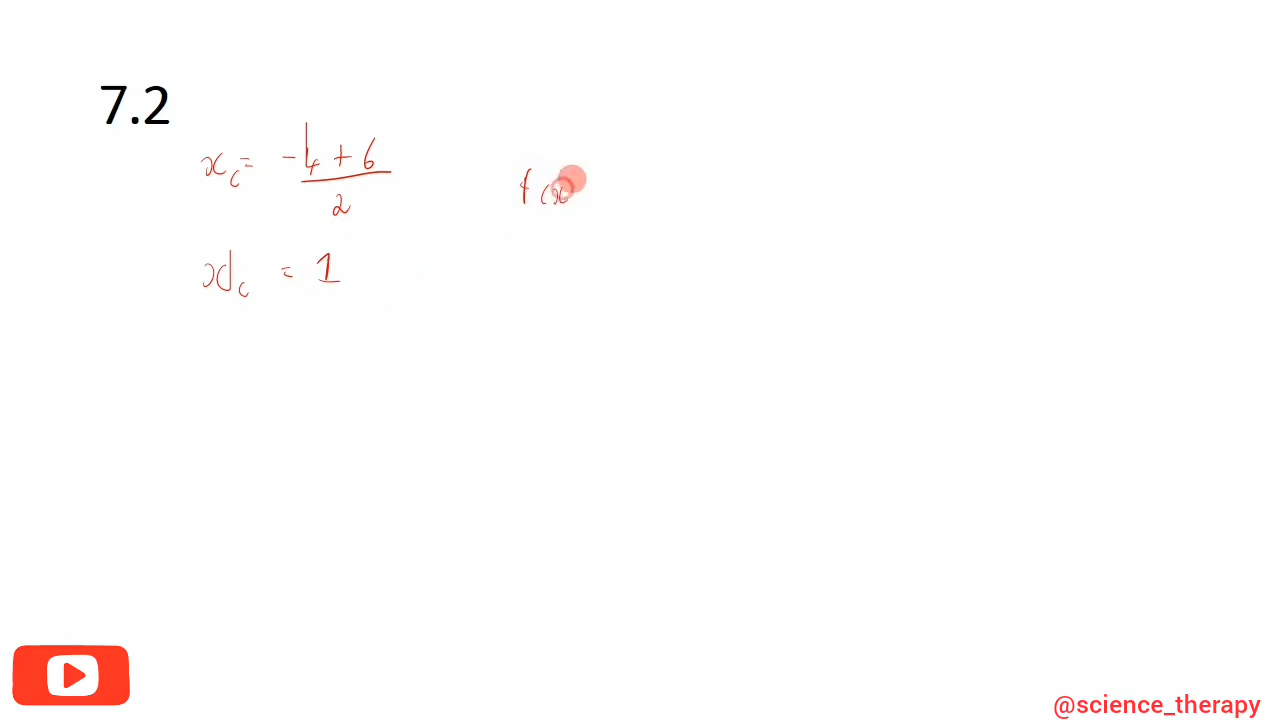 7.2
x_c = (-4 + 6)/2
f(x
x_c = 1
@science_therapy